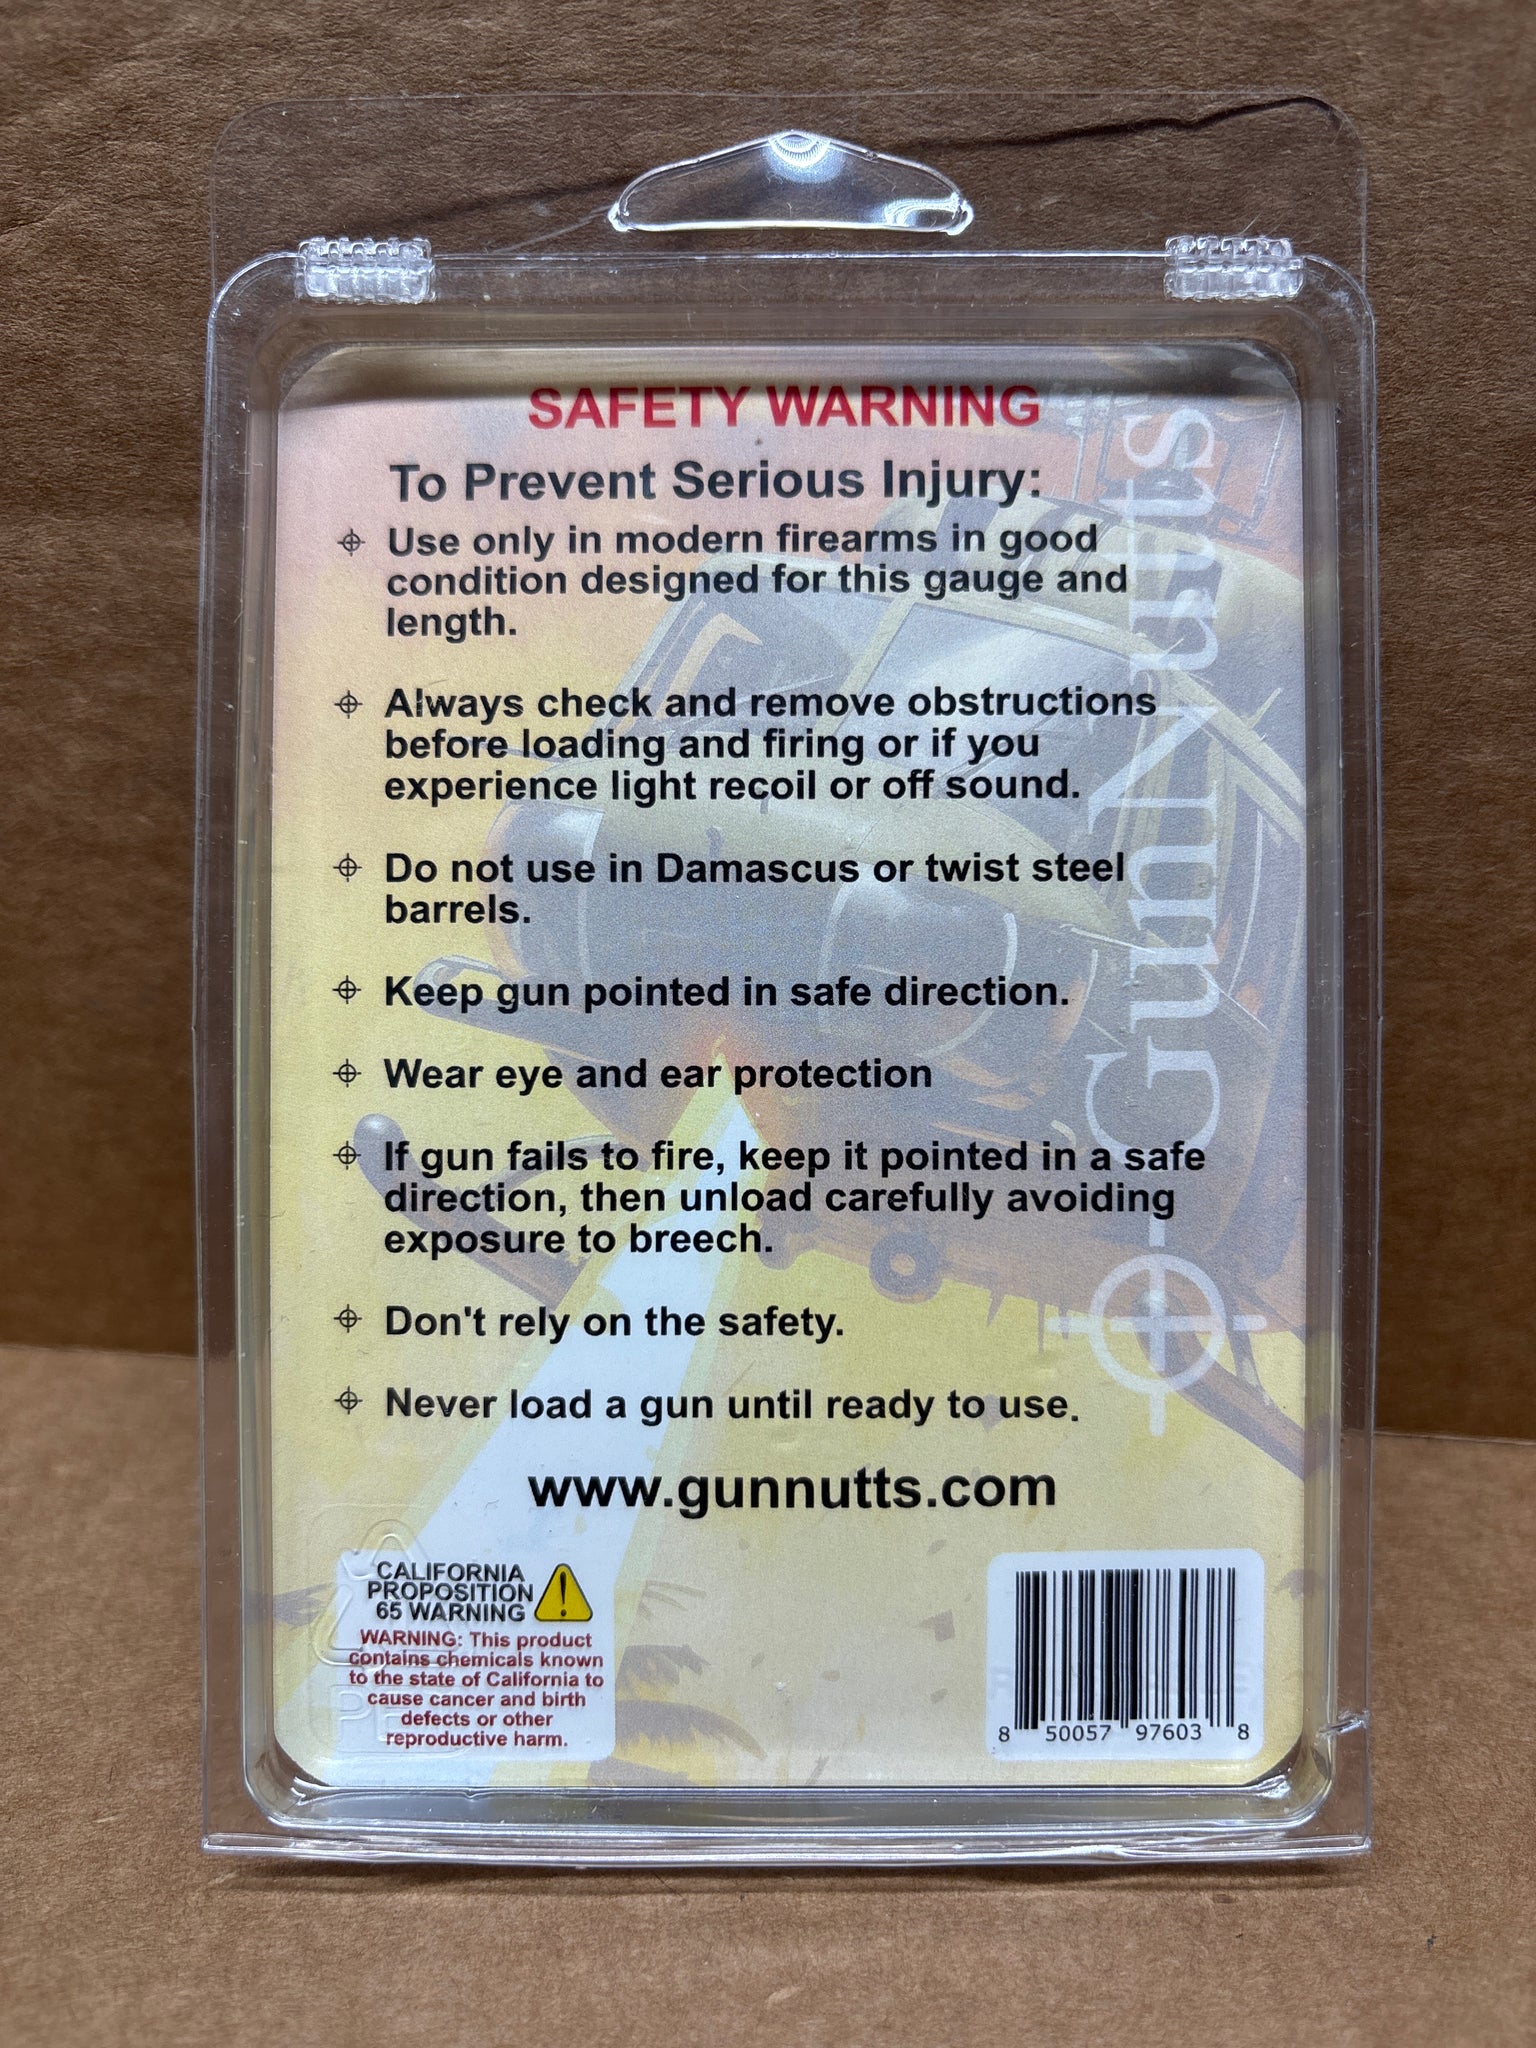 SAFETY WARNING
To Prevent Serious Injury:
Use only in modern firearms in good
condition designed for this gauge and
length.
Always check and remove obstructions
before loading and firing or if you
experience light recoil or off sound.
Do not use in Damascus or twist steel
barrels.
Keep gun pointed in safe direction.
Wear eye and ear protection
If gun fails to fire, keep it pointed in a safe
direction, then unload carefully avoiding
exposure to breech.
Don't rely on the safety.
Never load a gun until ready to use.
www.gunnutts.com
GunNutts
CALIFORNIA
PROPOSITION
65 WARNING
WARNING: This product
contains chemicals known
to the state of California to
cause cancer and birth
defects or other
reproductive harm.
8 50057 97603 8